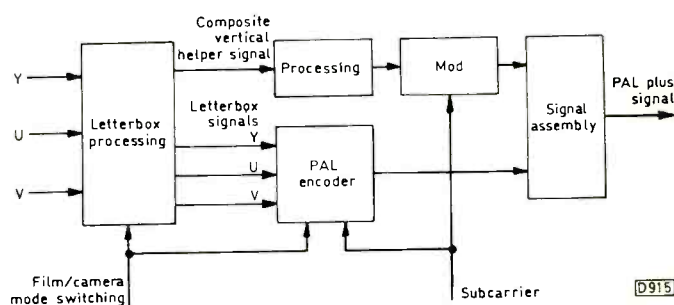 Composite
vertical
helper signal
Processing
Mod
Y
U
V
Letterbox
processing
Letterbox
signals
Y
U
V
PAL
encoder
Signal
assembly
PAL plus
signal
Film/camera
mode switching
Subcarrier
D915